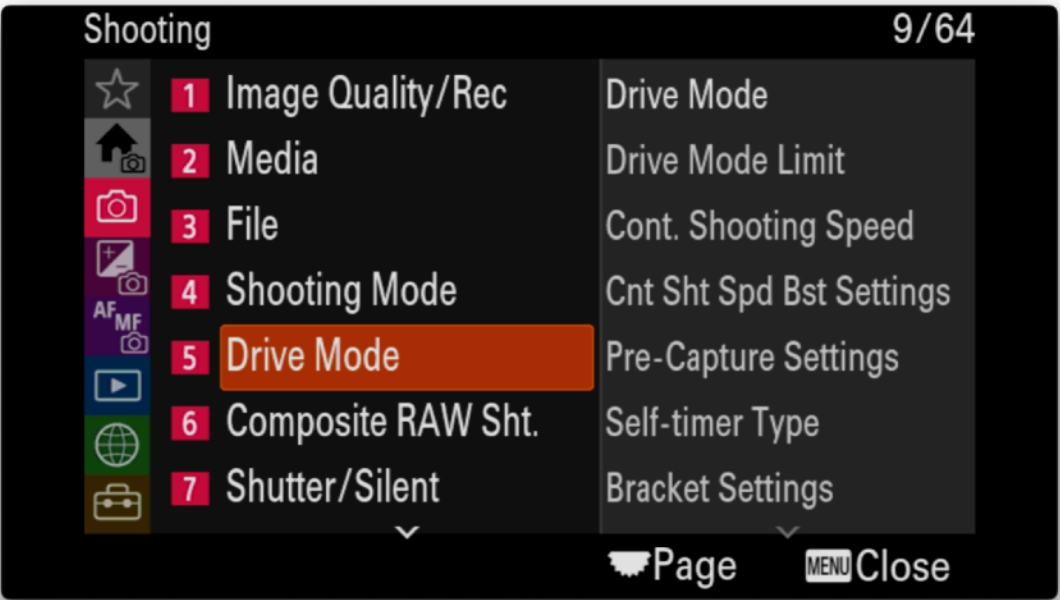 Shooting 9/64
1 Image Quality/Rec
2 Media
3 File
4 Shooting Mode
5 Drive Mode
6 Composite RAW Sht.
7 Shutter/Silent
AF MF
Drive Mode
Drive Mode Limit
Cont. Shooting Speed
Cnt Sht Spd Bst Settings
Pre-Capture Settings
Self-timer Type
Bracket Settings
Page MENU Close